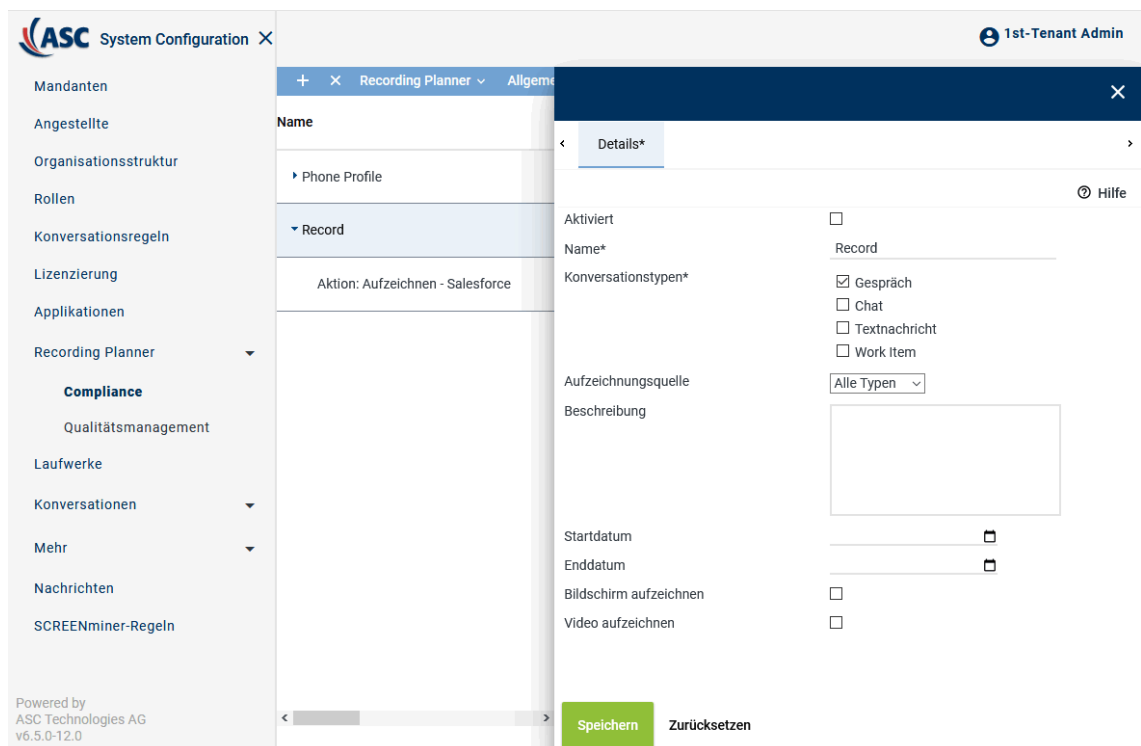 ASC System Configuration
1st-Tenant Admin
Mandanten
Angestellte
Organisationsstruktur
Rollen
Konversationsregeln
Lizenzierung
Applikationen
Recording Planner
Compliance
Qualitätsmanagement
Laufwerke
Konversationen
Mehr
Nachrichten
SCREENminer-Regeln
Powered by
ASC Technologies AG
v6.5.0-12.0
+ × Recording Planner Allgeme
Name
Phone Profile
Record
Aktion: Aufzeichnen - Salesforce
Details*
Hilfe
Aktiviert
Name* Record
Konversationstypen* Gespräch
Chat
Textnachricht
Work Item
Aufzeichnungsquelle Alle Typen
Beschreibung
Startdatum
Enddatum
Bildschirm aufzeichnen
Video aufzeichnen
Speichern Zurücksetzen